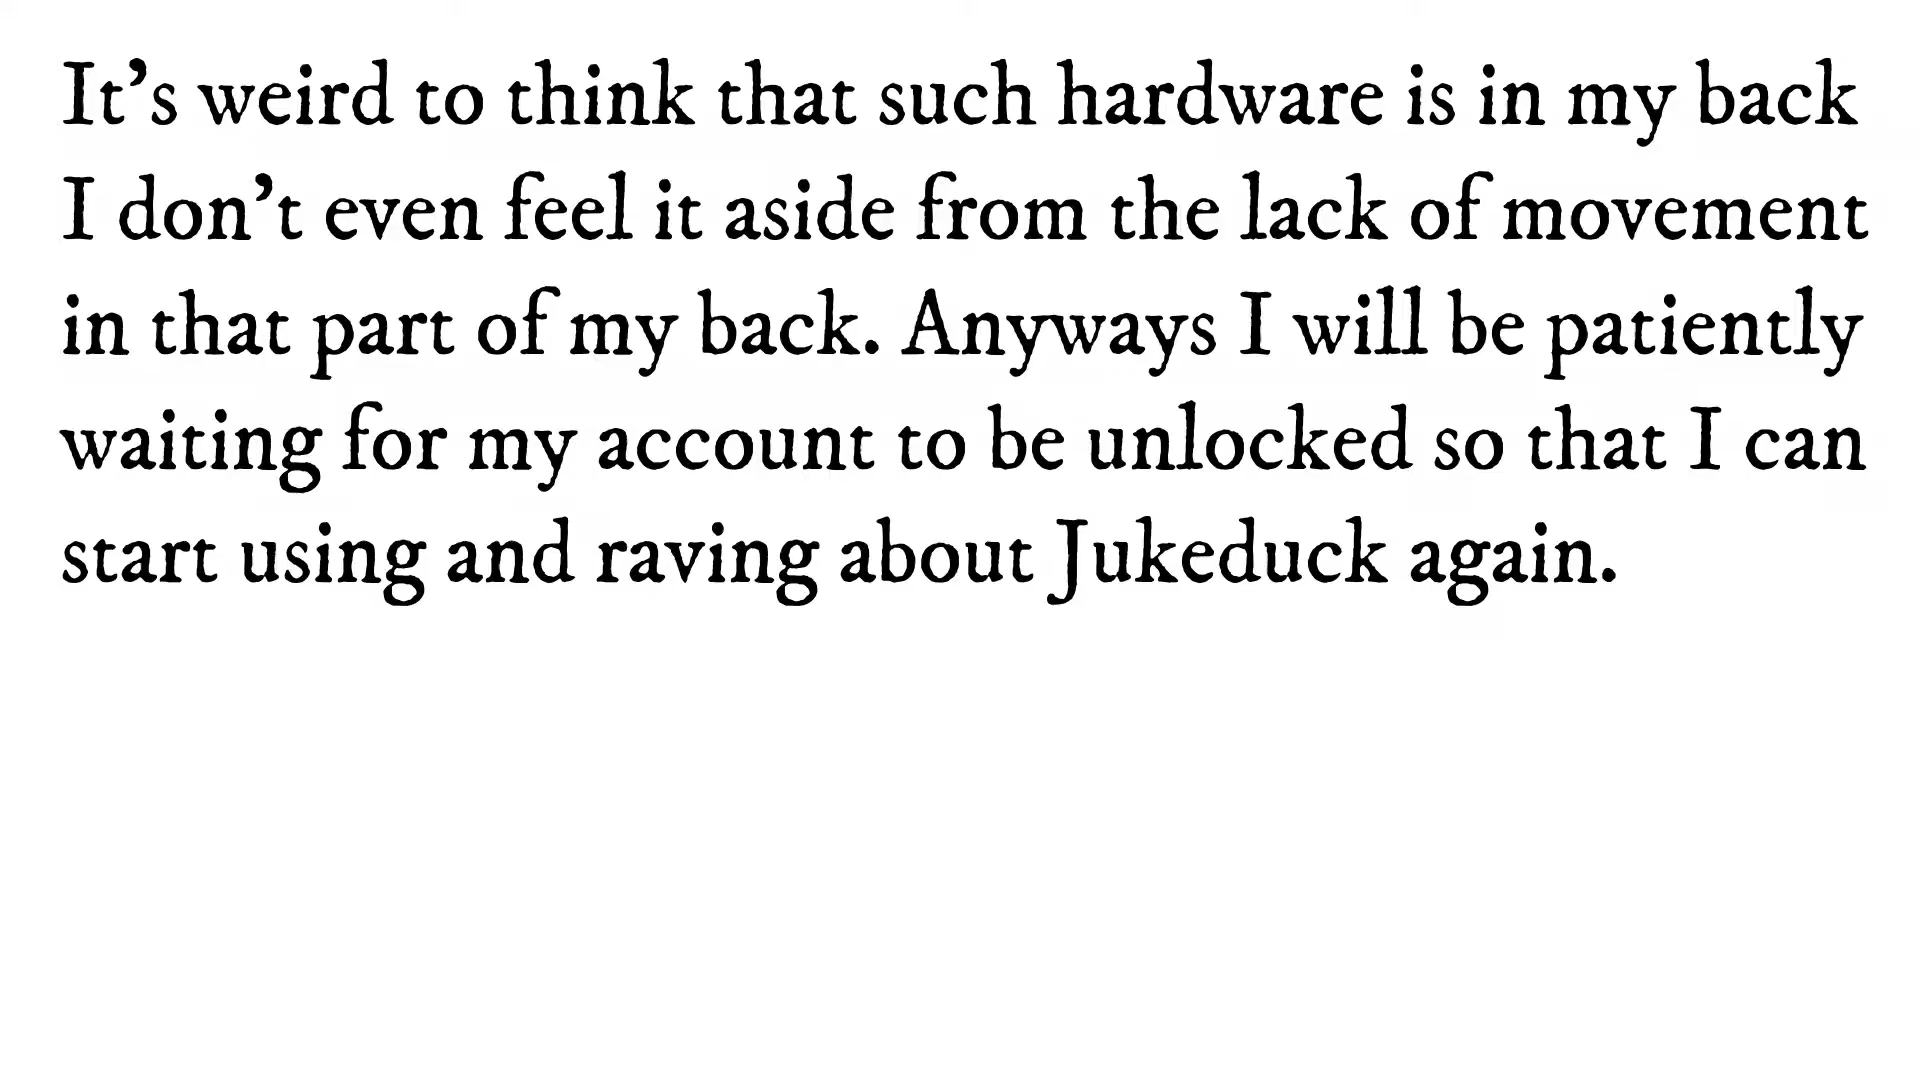 It’s weird to think that such hardware is in my back
I don’t even feel it aside from the lack of movement
in that part of my back. Anyways I will be patiently
waiting for my account to be unlocked so that I can
start using and raving about Jukeduck again.